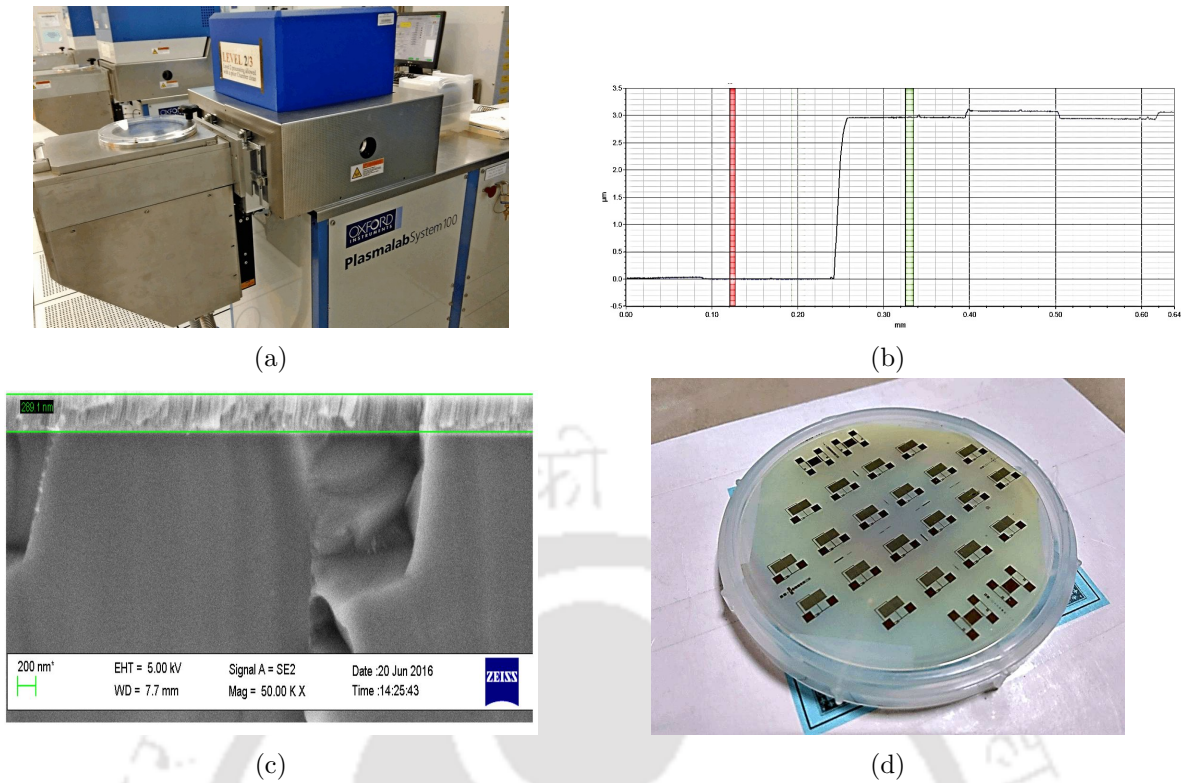 LEVEL 2/3
OXFORD
INSTRUMENTS
PlasmalabSystem100
OXFORD
(a)
3.5
3.0
2.5
2.0
1.5
1.0
0.5
0.0
-0.5
µm
0.00
0.10
0.20
0.30
0.40
0.50
0.60
0.64
mm
(b)
289.1 nm
200 nm*
EHT = 5.00 kV
Signal A = SE2
Date :20 Jun 2016
WD = 7.7 mm
Mag = 50.00 K X
Time :14:25:43
ZEISS
(c)
(d)